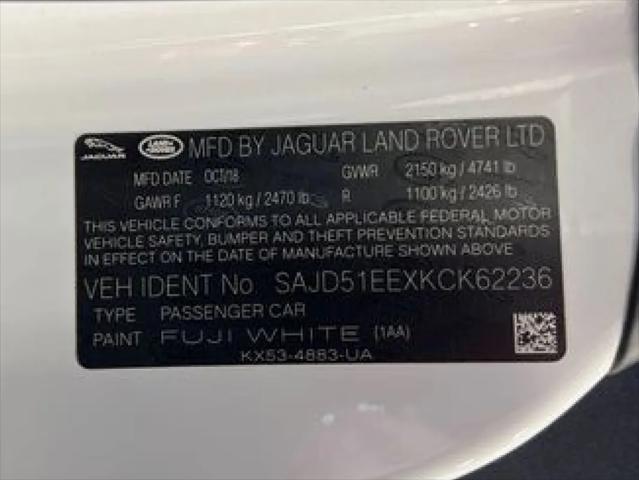 JAGUAR LAND ROVER MFD BY JAGUAR LAND ROVER LTD
MFD DATE OCT/18 GVWR 2150 kg / 4741 lb
GAWR F 1120 kg / 2470 lb R 1100 kg / 2426 lb
THIS VEHICLE CONFORMS TO ALL APPLICABLE FEDERAL MOTOR
VEHICLE SAFETY, BUMPER AND THEFT PREVENTION STANDARDS
IN EFFECT ON THE DATE OF MANUFACTURE SHOWN ABOVE.
VEH IDENT No. SAJD51EEXKCK62236
TYPE PASSENGER CAR
PAINT FUJI WHITE (1AA)
KX53-4883-UA